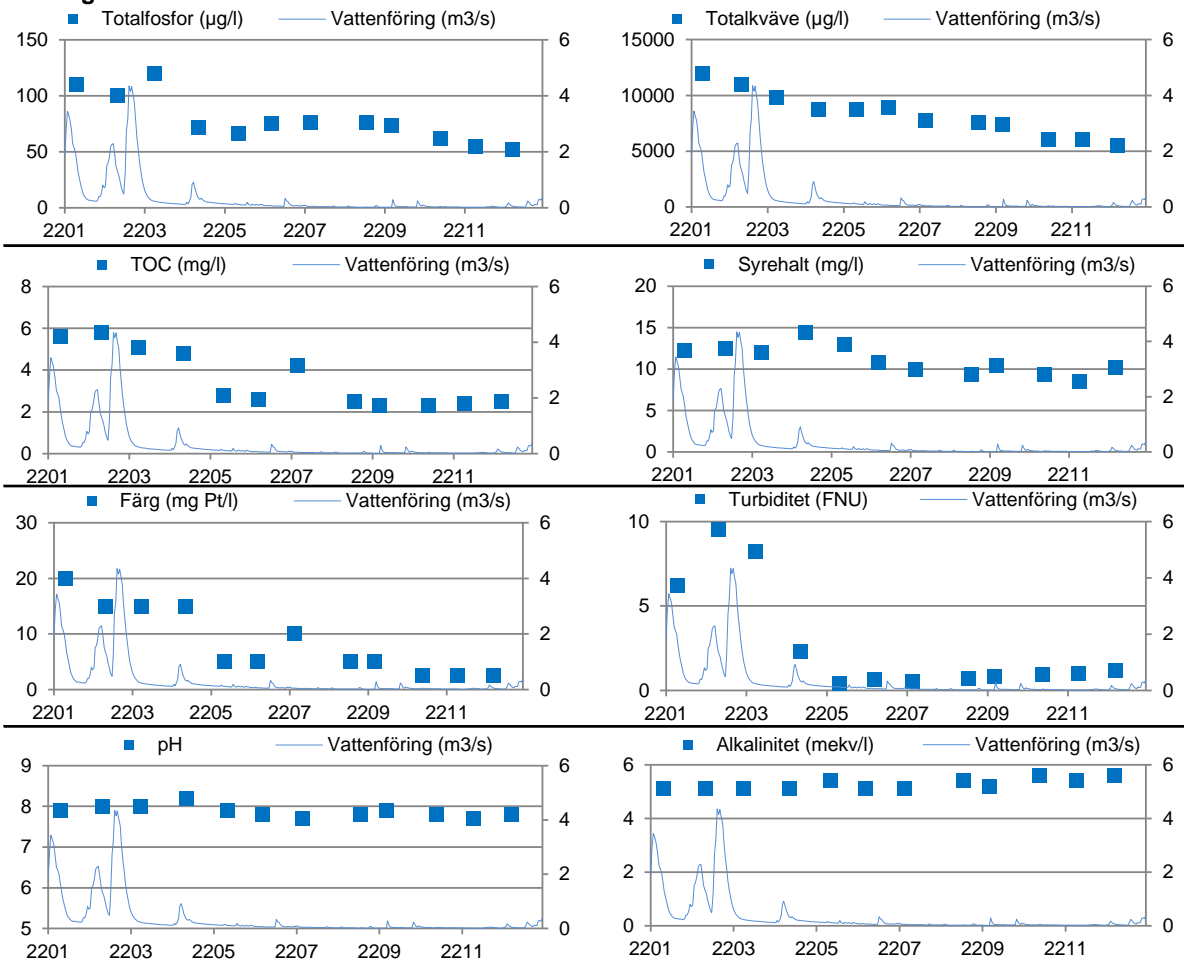 Totalfosfor (µg/l) Vattenföring (m3/s)
150 6
100 4
50 2
0 0
2201 2203 2205 2207 2209 2211
Totalkväve (µg/l) Vattenföring (m3/s)
15000 6
10000 4
5000 2
0 0
2201 2203 2205 2207 2209 2211
TOC (mg/l) Vattenföring (m3/s)
8 6
6
4 4
2 2
0 0
2201 2203 2205 2207 2209 2211
Syrehalt (mg/l) Vattenföring (m3/s)
20 6
15
10 4
5 2
0 0
2201 2203 2205 2207 2209 2211
Färg (mg Pt/l) Vattenföring (m3/s)
30 6
20 4
10 2
0 0
2201 2203 2205 2207 2209 2211
Turbiditet (FNU) Vattenföring (m3/s)
10 6
4
5
2
0 0
2201 2203 2205 2207 2209 2211
pH Vattenföring (m3/s)
9 6
8
4
7
6 2
5 0
2201 2203 2205 2207 2209 2211
Alkalinitet (mekv/l) Vattenföring (m3/s)
6 6
4 4
2 2
0 0
2201 2203 2205 2207 2209 2211